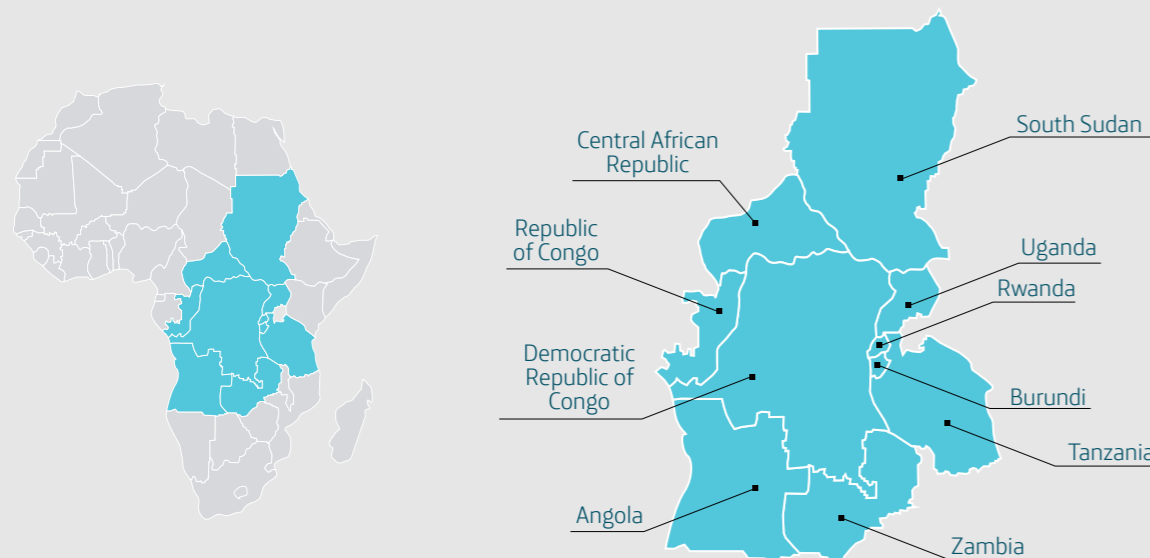 Central African
Republic
South Sudan
Republic
of Congo
Uganda
Rwanda
Democratic
Republic of
Congo
Burundi
Tanzania
Angola
Zambia